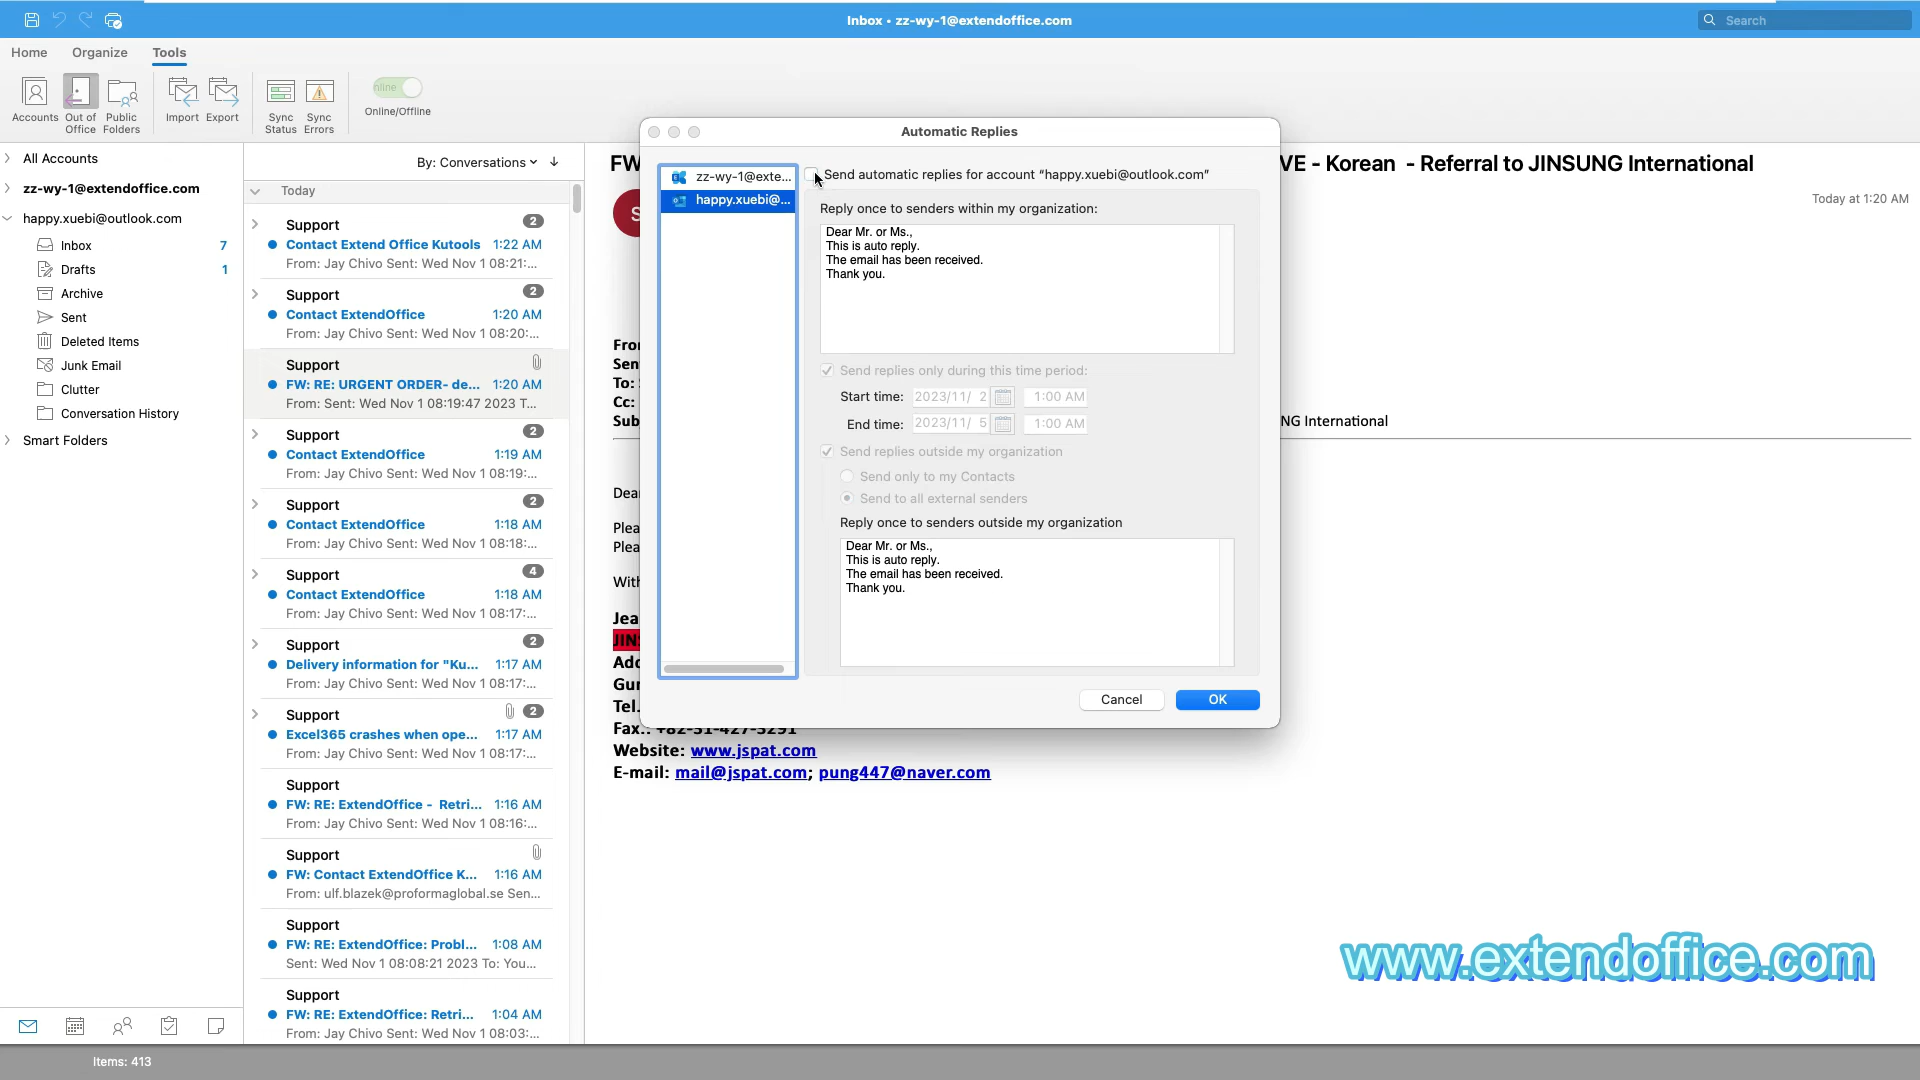 Inbox • zz-wy-1@extendoffice.com
Search
Home
Organize
Tools
Accounts
Out of
Office
Public
Folders
Import
Export
Sync
Status
Sync
Errors
nline
Online/Offline
All Accounts
zz-wy-1@extendoffice.com
happy.xuebi@outlook.com
Inbox 7
Drafts 1
Archive
Sent
Deleted Items
Junk Email
Clutter
Conversation History
Smart Folders
Items: 413
By: Conversations
Today
Support 2
Contact Extend Office Kutools 1:22 AM
From: Jay Chivo Sent: Wed Nov 1 08:21:...
Support 2
Contact ExtendOffice 1:20 AM
From: Jay Chivo Sent: Wed Nov 1 08:20:...
Support
FW: RE: URGENT ORDER- de... 1:20 AM
From: Sent: Wed Nov 1 08:19:47 2023 T...
Support 2
Contact ExtendOffice 1:19 AM
From: Jay Chivo Sent: Wed Nov 1 08:19:...
Support 2
Contact ExtendOffice 1:18 AM
From: Jay Chivo Sent: Wed Nov 1 08:18:...
Support 4
Contact ExtendOffice 1:18 AM
From: Jay Chivo Sent: Wed Nov 1 08:17:...
Support 2
Delivery information for "Ku... 1:17 AM
From: Jay Chivo Sent: Wed Nov 1 08:17:...
Support 2
Excel365 crashes when ope... 1:17 AM
From: Jay Chivo Sent: Wed Nov 1 08:17:...
Support
FW: RE: ExtendOffice - Retri... 1:16 AM
From: Jay Chivo Sent: Wed Nov 1 08:16:...
Support
FW: Contact ExtendOffice K... 1:16 AM
From: ulf.blazek@proformaglobal.se Sen...
Support
FW: RE: ExtendOffice: Probl... 1:08 AM
Sent: Wed Nov 1 08:08:21 2023 To: You...
Support
FW: RE: ExtendOffice: Retri... 1:04 AM
From: Jay Chivo Sent: Wed Nov 1 08:03:...
Automatic Replies
zz-wy-1@exte...
happy.xuebi@...
Send automatic replies for account “happy.xuebi@outlook.com”
Reply once to senders within my organization:
Dear Mr. or Ms.,
This is auto reply.
The email has been received.
Thank you.
Send replies only during this time period:
Start time: 2023/11/ 2 1:00 AM
End time: 2023/11/ 5 1:00 AM
Send replies outside my organization
Send only to my Contacts
Send to all external senders
Reply once to senders outside my organization
Dear Mr. or Ms.,
This is auto reply.
The email has been received.
Thank you.
Cancel
OK
FW
VE - Korean - Referral to JINSUNG International
S
Today at 1:20 AM
From
Sen
To:
Cc:
Sub
NG International
Dear
Plea
Plea
With
Jea
JIN
Add
Gun
Tel.
Fax.: +82-31-427-3291
Website: www.jspat.com
E-mail: mail@jspat.com; pung447@naver.com
www.extendoffice.com